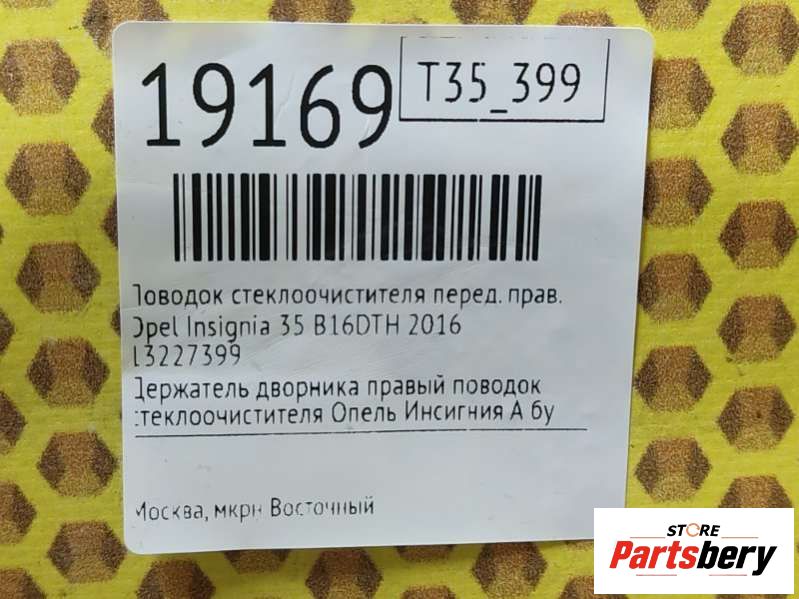 19169
T35_399
Поводок стеклоочистителя перед. прав.
Opel Insignia 35 B16DTH 2016
13227399
Держатель дворника правый поводок
стеклоочистителя Опель Инсигния А бу
Москва, мкрн Восточный
STORE
Partsbery